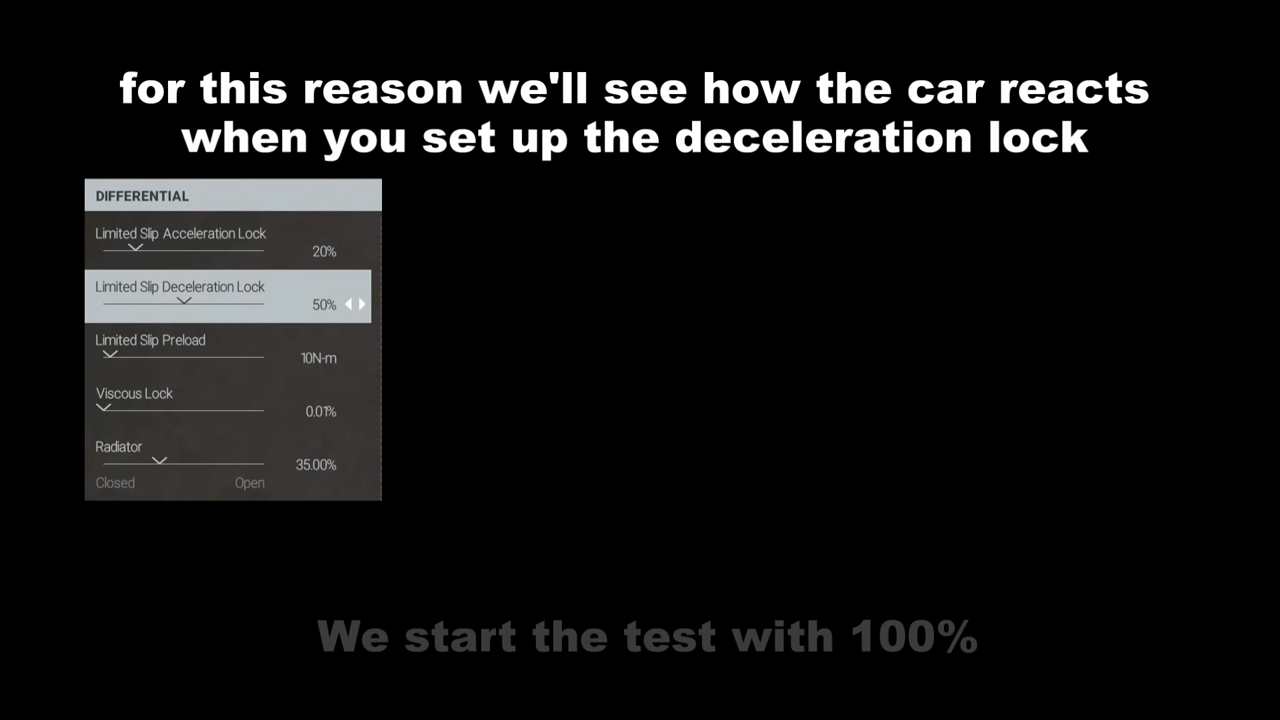 for this reason we'll see how the car reacts
when you set up the deceleration lock
DIFFERENTIAL
Limited Slip Acceleration Lock
20%
Limited Slip Deceleration Lock
50%
Limited Slip Preload
10N-m
Viscous Lock
0.01%
Radiator
35.00%
Closed Open
We start the test with 100%